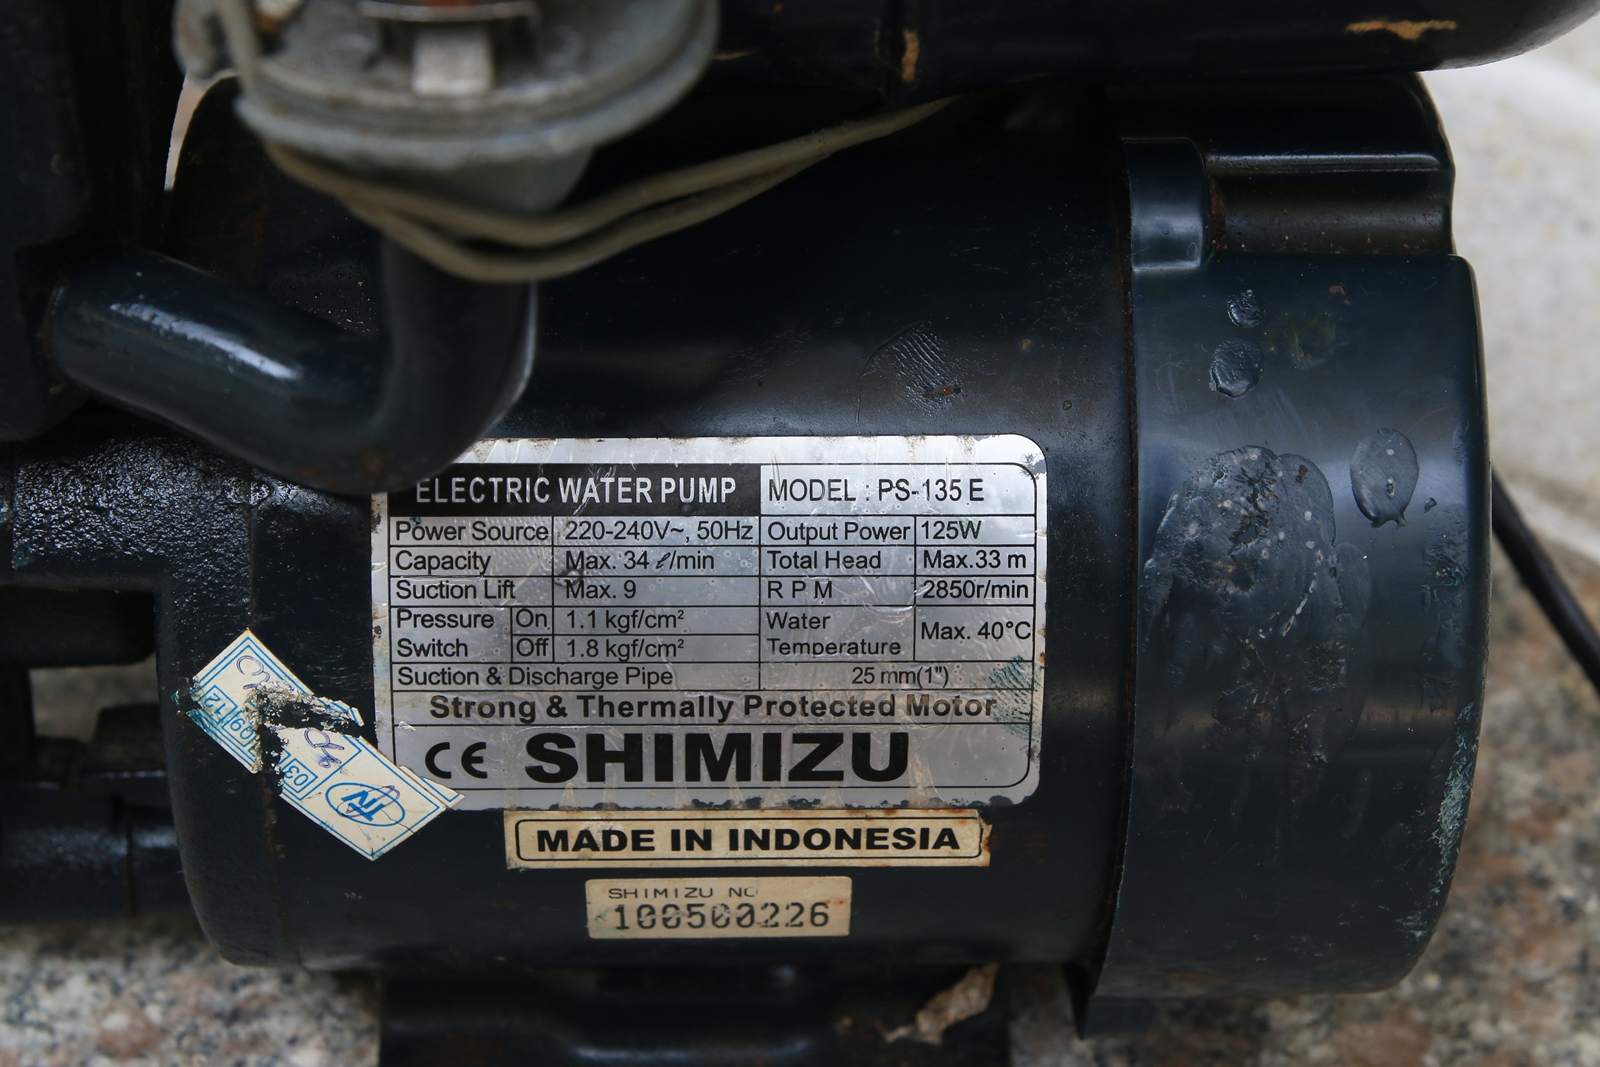 ELECTRIC WATER PUMP MODEL : PS-135 E
Power Source 220-240V~, 50Hz Output Power 125W
Capacity Max. 34 ℓ/min Total Head Max.33 m
Suction Lift Max. 9 R P M 2850r/min
Pressure Switch On 1.1 kgf/cm² Water Temperature Max. 40°C
Off 1.8 kgf/cm²
Suction & Discharge Pipe 25 mm(1")
Strong & Thermally Protected Motor
CE SHIMIZU
MADE IN INDONESIA
SHIMIZU NO
100500226
03
09 12